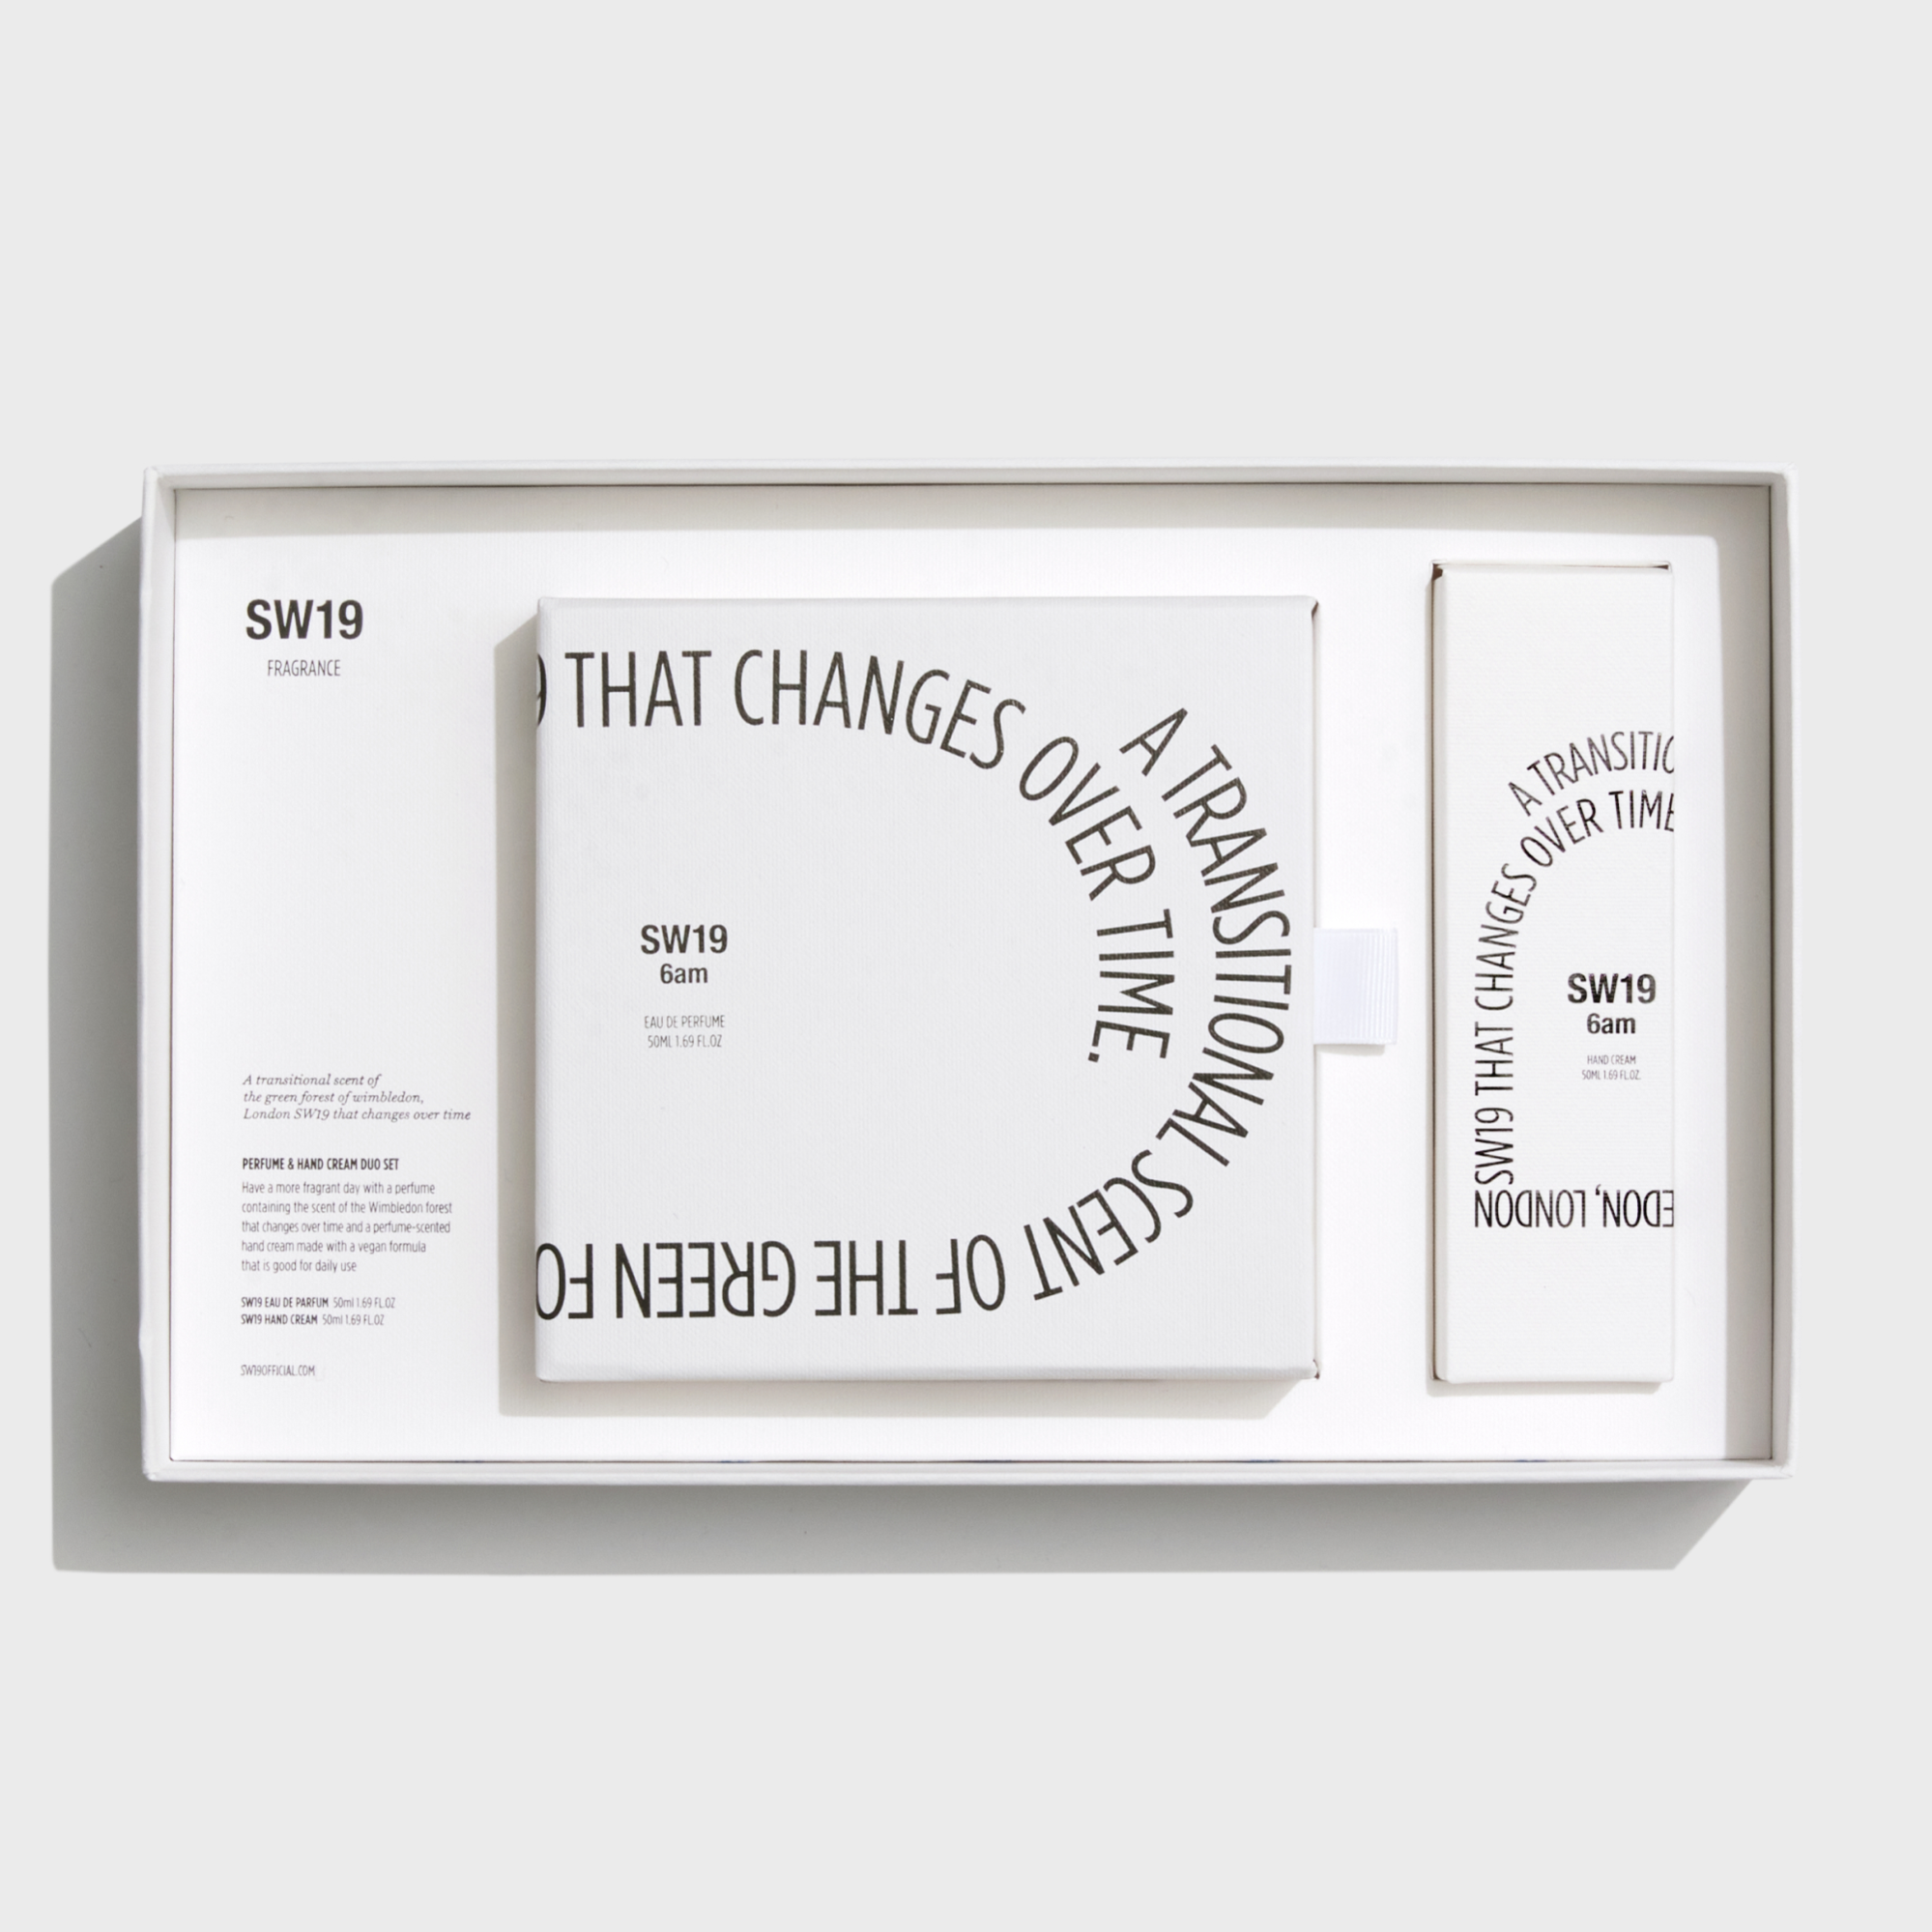 SW19
FRAGRANCE
A transitional scent of
the green forest of wimbledon,
London SW19 that changes over time
PERFUME & HAND CREAM DUO SET
Have a more fragrant day with a perfume
containing the scent of the Wimbledon forest
that changes over time and a perfume-scented
hand cream made with a vegan formula
that is good for daily use
SW19 EAU DE PARFUM 50ml 1.69 FL.OZ
SW19 HAND CREAM 50ml 1.69 FL.OZ
SW19OFFICIAL.COM
A TRANSITIONAL SCENT OF THE GREEN FO
9 THAT CHANGES OVER TIME.
SW19
6am
EAU DE PERFUME
50ML 1.69 FL.OZ
A TRANSITIO
EDON, LONDON
SW19 THAT CHANGES OVER TIME
SW19
6am
HAND CREAM
50ML 1.69 FL.OZ.